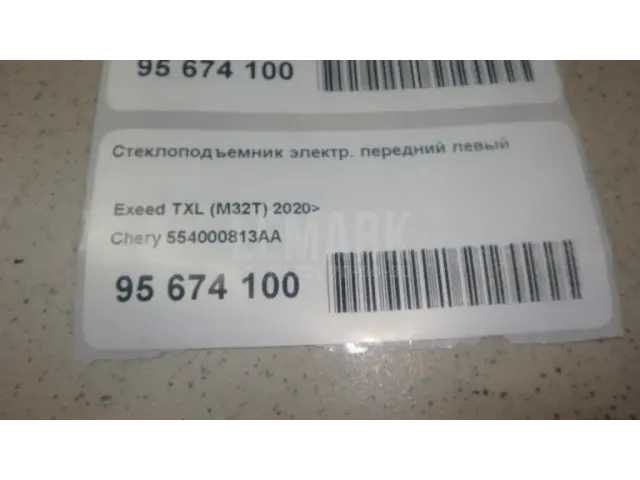 95 674 100
Стеклоподъемник электр. передний левый
Exeed TXL (M32T) 2020>
Chery 554000813AA
95 674 100